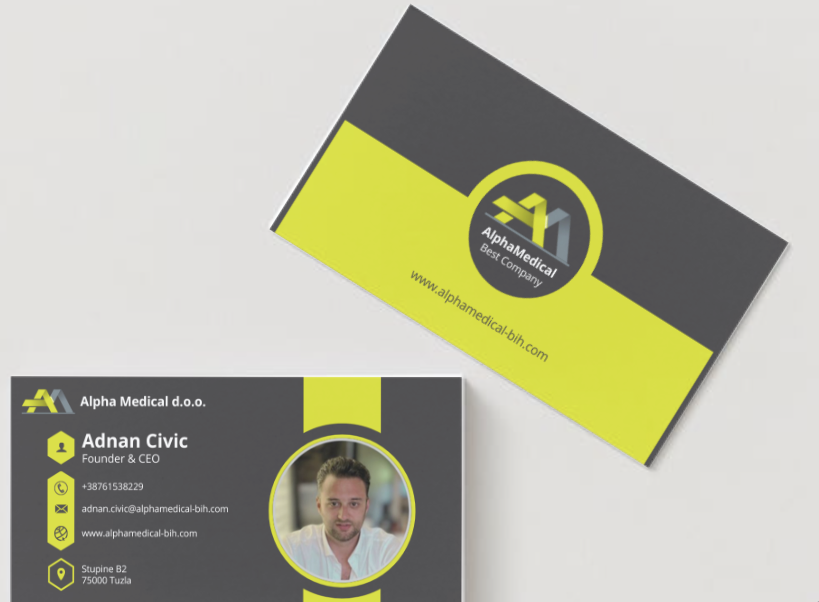 AlphaMedical
Best Company
www.alphamedical-bih.com
Alpha Medical d.o.o.
Adnan Civic
Founder & CEO
+38761538229
adnan.civic@alphamedical-bih.com
www.alphamedical-bih.com
Stupine B2
75000 Tuzla